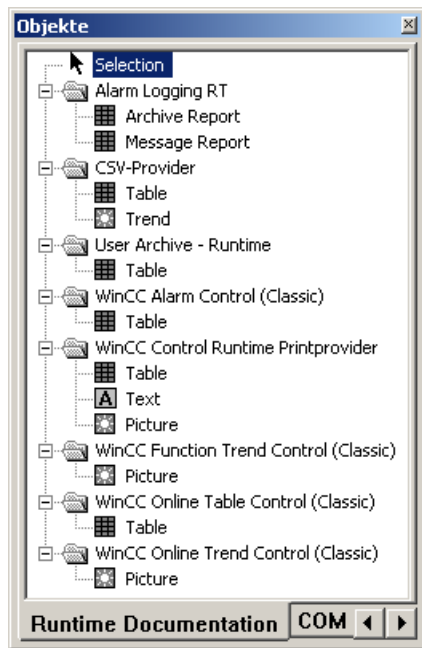 Objekte
Selection
Alarm Logging RT
Archive Report
Message Report
CSV-Provider
Table
Trend
User Archive - Runtime
Table
WinCC Alarm Control (Classic)
Table
WinCC Control Runtime Printprovider
Table
A Text
Picture
WinCC Function Trend Control (Classic)
Picture
WinCC Online Table Control (Classic)
Table
WinCC Online Trend Control (Classic)
Picture
Runtime Documentation COM